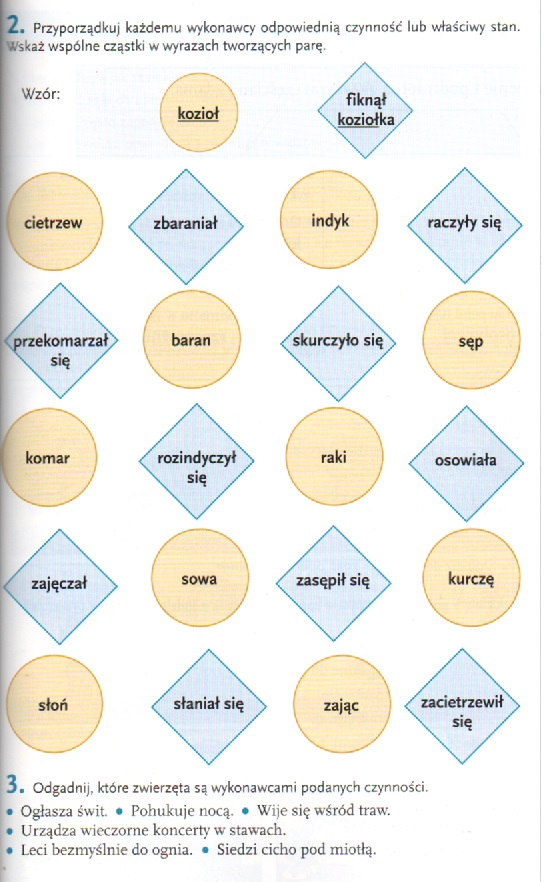 2. Przyporządkuj każdemu wykonawcy odpowiednią czynność lub właściwy stan.
Wskaż wspólne cząstki w wyrazach tworzących parę.
Wzór:
kozioł
fiknął
koziołka
cietrzew
zbaraniał
indyk
raczyły się
przekomarzał
się
baran
skurczyło się
sęp
komar
rozindyczył
się
raki
osowiała
zajęczał
sowa
zasępił się
kurczę
słoń
słaniał się
zając
zacietrzewił
się
3. Odgadnij, które zwierzęta są wykonawcami podanych czynności.
• Ogłasza świt. • Pohukuje nocą. • Wije się wśród traw.
• Urządza wieczorne koncerty w stawach.
• Leci bezmyślnie do ognia. • Siedzi cicho pod miotłą.